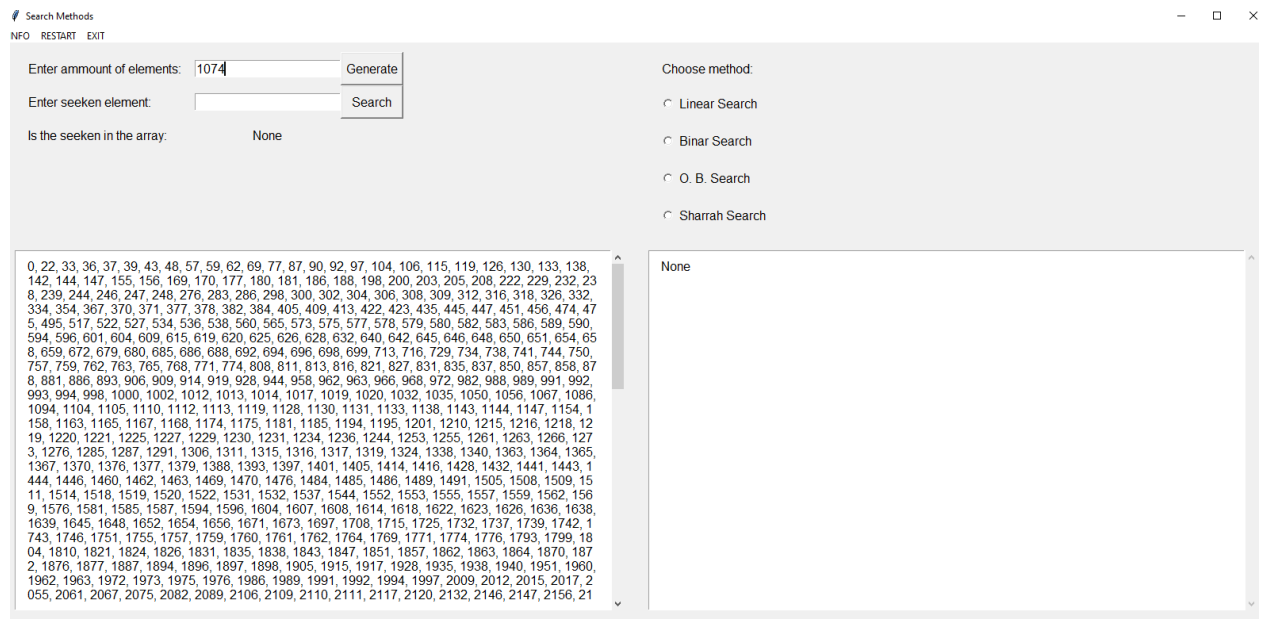 Search Methods
NFO RESTART EXIT
Enter ammount of elements: 1074 Generate
Enter seeken element: Search
Is the seeken in the array: None
Choose method:
Linear Search
Binar Search
O. B. Search
Sharrah Search
0, 22, 33, 36, 37, 39, 43, 48, 57, 59, 62, 69, 77, 87, 90, 92, 97, 104, 106, 115, 119, 126, 130, 133, 138,
142, 144, 147, 155, 156, 169, 170, 177, 180, 181, 186, 188, 198, 200, 203, 205, 208, 222, 229, 232, 23
8, 239, 244, 246, 247, 248, 276, 283, 286, 298, 300, 302, 304, 306, 308, 309, 312, 316, 318, 326, 332,
334, 354, 367, 370, 371, 377, 378, 382, 384, 405, 409, 413, 422, 423, 435, 445, 447, 451, 456, 474, 47
5, 495, 517, 522, 527, 534, 536, 538, 560, 565, 573, 575, 577, 578, 579, 580, 582, 583, 586, 589, 590,
594, 596, 601, 604, 609, 615, 619, 620, 625, 626, 628, 632, 640, 642, 645, 646, 648, 650, 651, 654, 65
8, 659, 672, 679, 680, 685, 686, 688, 692, 694, 696, 698, 699, 713, 716, 729, 734, 738, 741, 744, 750,
757, 759, 762, 763, 765, 768, 771, 774, 808, 811, 813, 816, 821, 827, 831, 835, 837, 850, 857, 858, 87
8, 881, 886, 893, 906, 909, 914, 919, 928, 944, 958, 962, 963, 966, 968, 972, 982, 988, 989, 991, 992,
993, 994, 998, 1000, 1002, 1012, 1013, 1014, 1017, 1019, 1020, 1032, 1035, 1050, 1056, 1067, 1086,
1094, 1104, 1105, 1110, 1112, 1113, 1119, 1128, 1130, 1131, 1133, 1138, 1143, 1144, 1147, 1154, 1
158, 1163, 1165, 1167, 1168, 1174, 1175, 1181, 1185, 1194, 1195, 1201, 1210, 1215, 1216, 1218, 12
19, 1220, 1221, 1225, 1227, 1229, 1230, 1231, 1234, 1236, 1244, 1253, 1255, 1261, 1263, 1266, 127
3, 1276, 1285, 1287, 1291, 1306, 1311, 1315, 1316, 1317, 1319, 1324, 1338, 1340, 1363, 1364, 1365,
1367, 1370, 1376, 1377, 1379, 1388, 1393, 1397, 1401, 1405, 1414, 1416, 1428, 1432, 1441, 1443, 1
444, 1446, 1460, 1462, 1463, 1469, 1470, 1476, 1484, 1485, 1486, 1489, 1491, 1505, 1508, 1509, 15
11, 1514, 1518, 1519, 1520, 1522, 1531, 1532, 1537, 1544, 1552, 1553, 1555, 1557, 1559, 1562, 156
9, 1576, 1581, 1585, 1587, 1594, 1596, 1604, 1607, 1608, 1614, 1618, 1622, 1623, 1626, 1636, 1638,
1639, 1645, 1648, 1652, 1654, 1656, 1671, 1673, 1697, 1708, 1715, 1725, 1732, 1737, 1739, 1742, 1
743, 1746, 1751, 1755, 1757, 1759, 1760, 1761, 1762, 1764, 1769, 1771, 1774, 1776, 1793, 1799, 18
04, 1810, 1821, 1824, 1826, 1831, 1835, 1838, 1843, 1847, 1851, 1857, 1862, 1863, 1864, 1870, 187
2, 1876, 1877, 1887, 1894, 1896, 1897, 1898, 1905, 1915, 1917, 1928, 1935, 1938, 1940, 1951, 1960,
1962, 1963, 1972, 1973, 1975, 1976, 1986, 1989, 1991, 1992, 1994, 1997, 2009, 2012, 2015, 2017, 2
055, 2061, 2067, 2075, 2082, 2089, 2106, 2109, 2110, 2111, 2117, 2120, 2132, 2146, 2147, 2156, 21
None